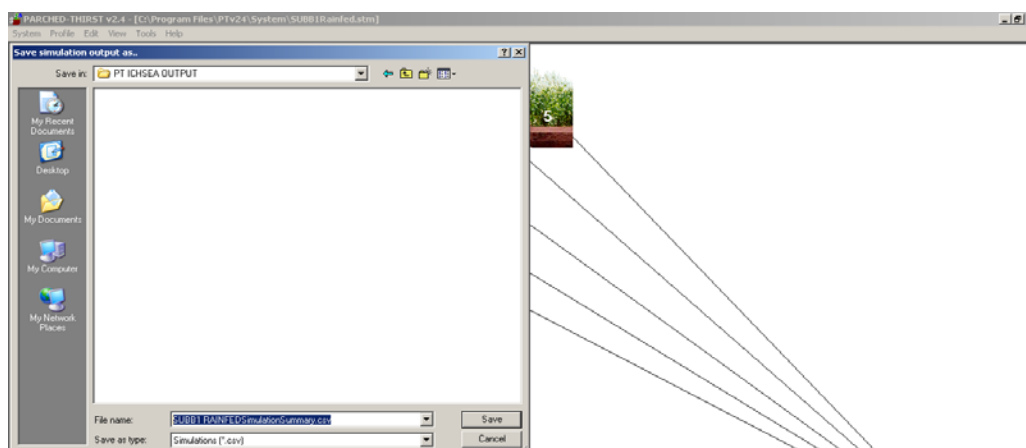 PARCHED-THIRST v2.4 - [C:\Program Files\PTv24\System\SUBB1Rainfed.stm]
System Profile Edit View Tools Help
Save simulation output as..
Save in: PT ICHSEA OUTPUT
My Recent
Documents
Desktop
My Documents
My Computer
My Network
Places
5
File name: SUBB1 RAINFEDSimulationSummary.csv Save
Save as type: Simulations (*.csv) Cancel